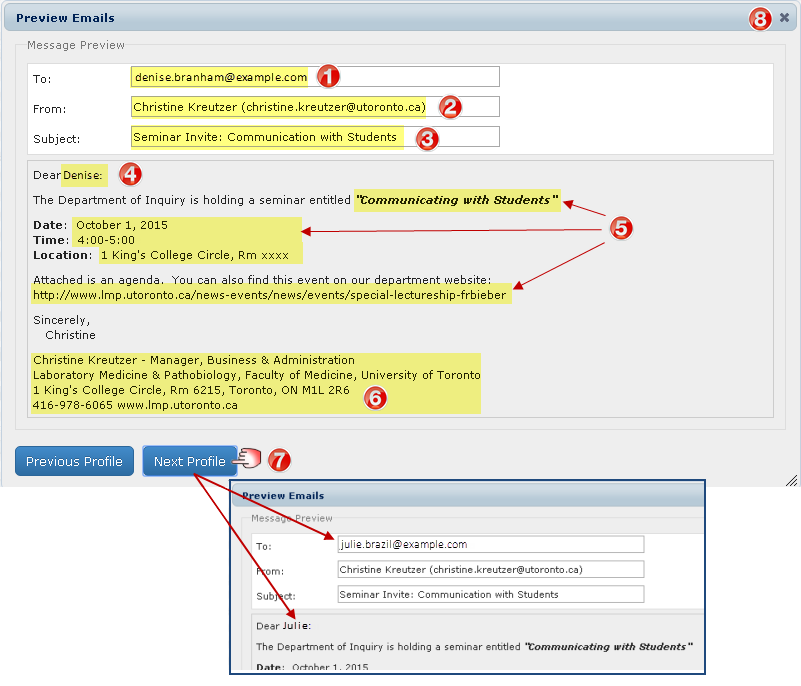 Preview Emails 8
Message Preview
To: denise.branham@example.com 1
From: Christine Kreutzer (christine.kreutzer@utoronto.ca) 2
Subject: Seminar Invite: Communication with Students 3
Dear Denise: 4
The Department of Inquiry is holding a seminar entitled "Communicating with Students"
5
Date: October 1, 2015
Time: 4:00-5:00
Location: 1 King's College Circle, Rm xxxx
Attached is an agenda. You can also find this event on our department website:
http://www.lmp.utoronto.ca/news-events/news/events/special-lectureship-frbieber
Sincerely,
Christine
Christine Kreutzer - Manager, Business & Administration
Laboratory Medicine & Pathobiology, Faculty of Medicine, University of Toronto
1 King's College Circle, Rm 6215, Toronto, ON M1L 2R6
416-978-6065 www.lmp.utoronto.ca 6
Previous Profile Next Profile 7
Preview Emails
Message Preview
To: julie.brazil@example.com
From: Christine Kreutzer (christine.kreutzer@utoronto.ca)
Subject: Seminar Invite: Communication with Students
Dear Julie:
The Department of Inquiry is holding a seminar entitled "Communicating with Students"
Date: October 1, 2015